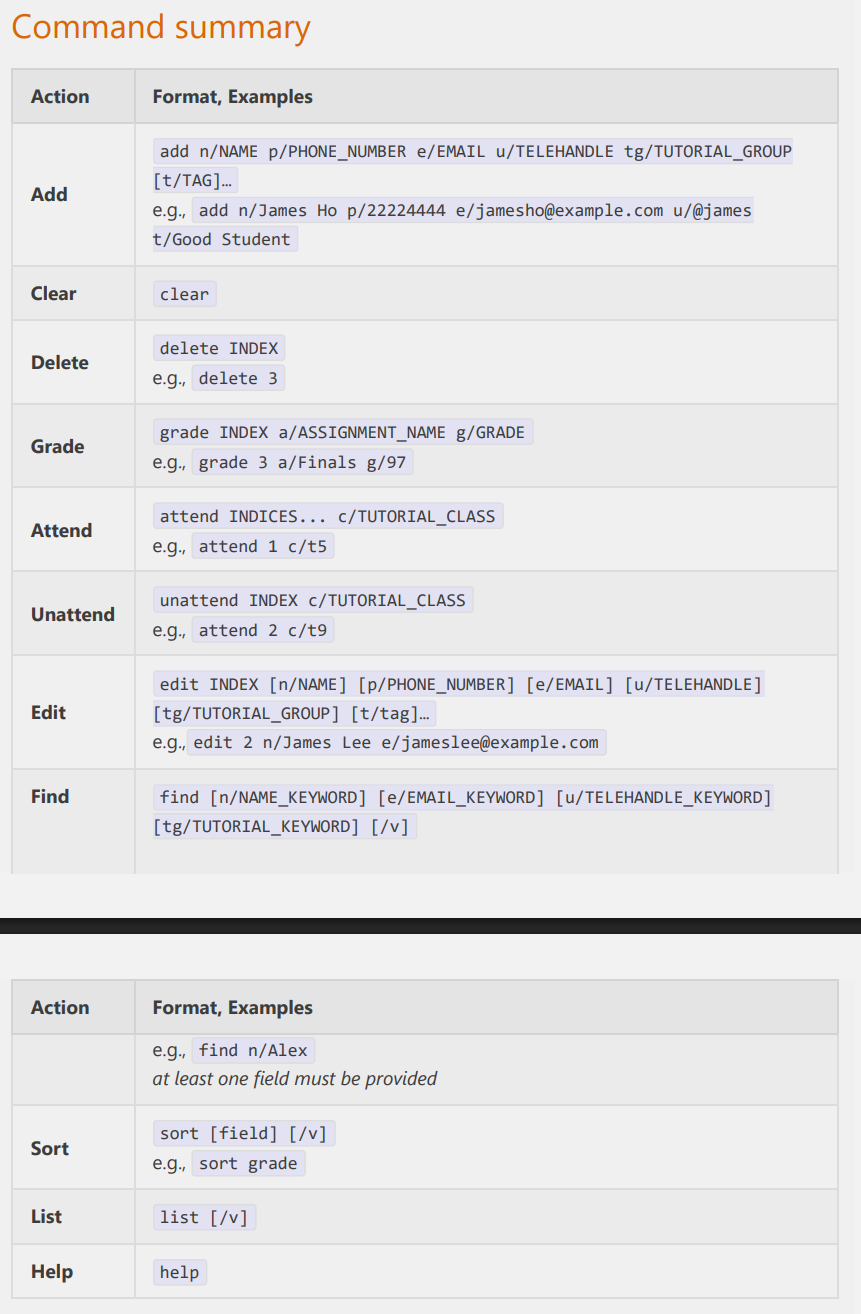 Command summary
Action Format, Examples
Add
add n/NAME p/PHONE_NUMBER e/EMAIL u/TELEHANDLE tg/TUTORIAL_GROUP
[t/TAG]…
e.g., add n/James Ho p/22224444 e/jamesho@example.com u/@james
t/Good Student
Clear
clear
Delete
delete INDEX
e.g., delete 3
Grade
grade INDEX a/ASSIGNMENT_NAME g/GRADE
e.g., grade 3 a/Finals g/97
Attend
attend INDICES... c/TUTORIAL_CLASS
e.g., attend 1 c/t5
Unattend
unattend INDEX c/TUTORIAL_CLASS
e.g., attend 2 c/t9
Edit
edit INDEX [n/NAME] [p/PHONE_NUMBER] [e/EMAIL] [u/TELEHANDLE]
[tg/TUTORIAL_GROUP] [t/tag]…
e.g., edit 2 n/James Lee e/jameslee@example.com
Find
find [n/NAME_KEYWORD] [e/EMAIL_KEYWORD] [u/TELEHANDLE_KEYWORD]
[tg/TUTORIAL_KEYWORD] [/v]
Action Format, Examples
e.g., find n/Alex
at least one field must be provided
Sort
sort [field] [/v]
e.g., sort grade
List
list [/v]
Help
help